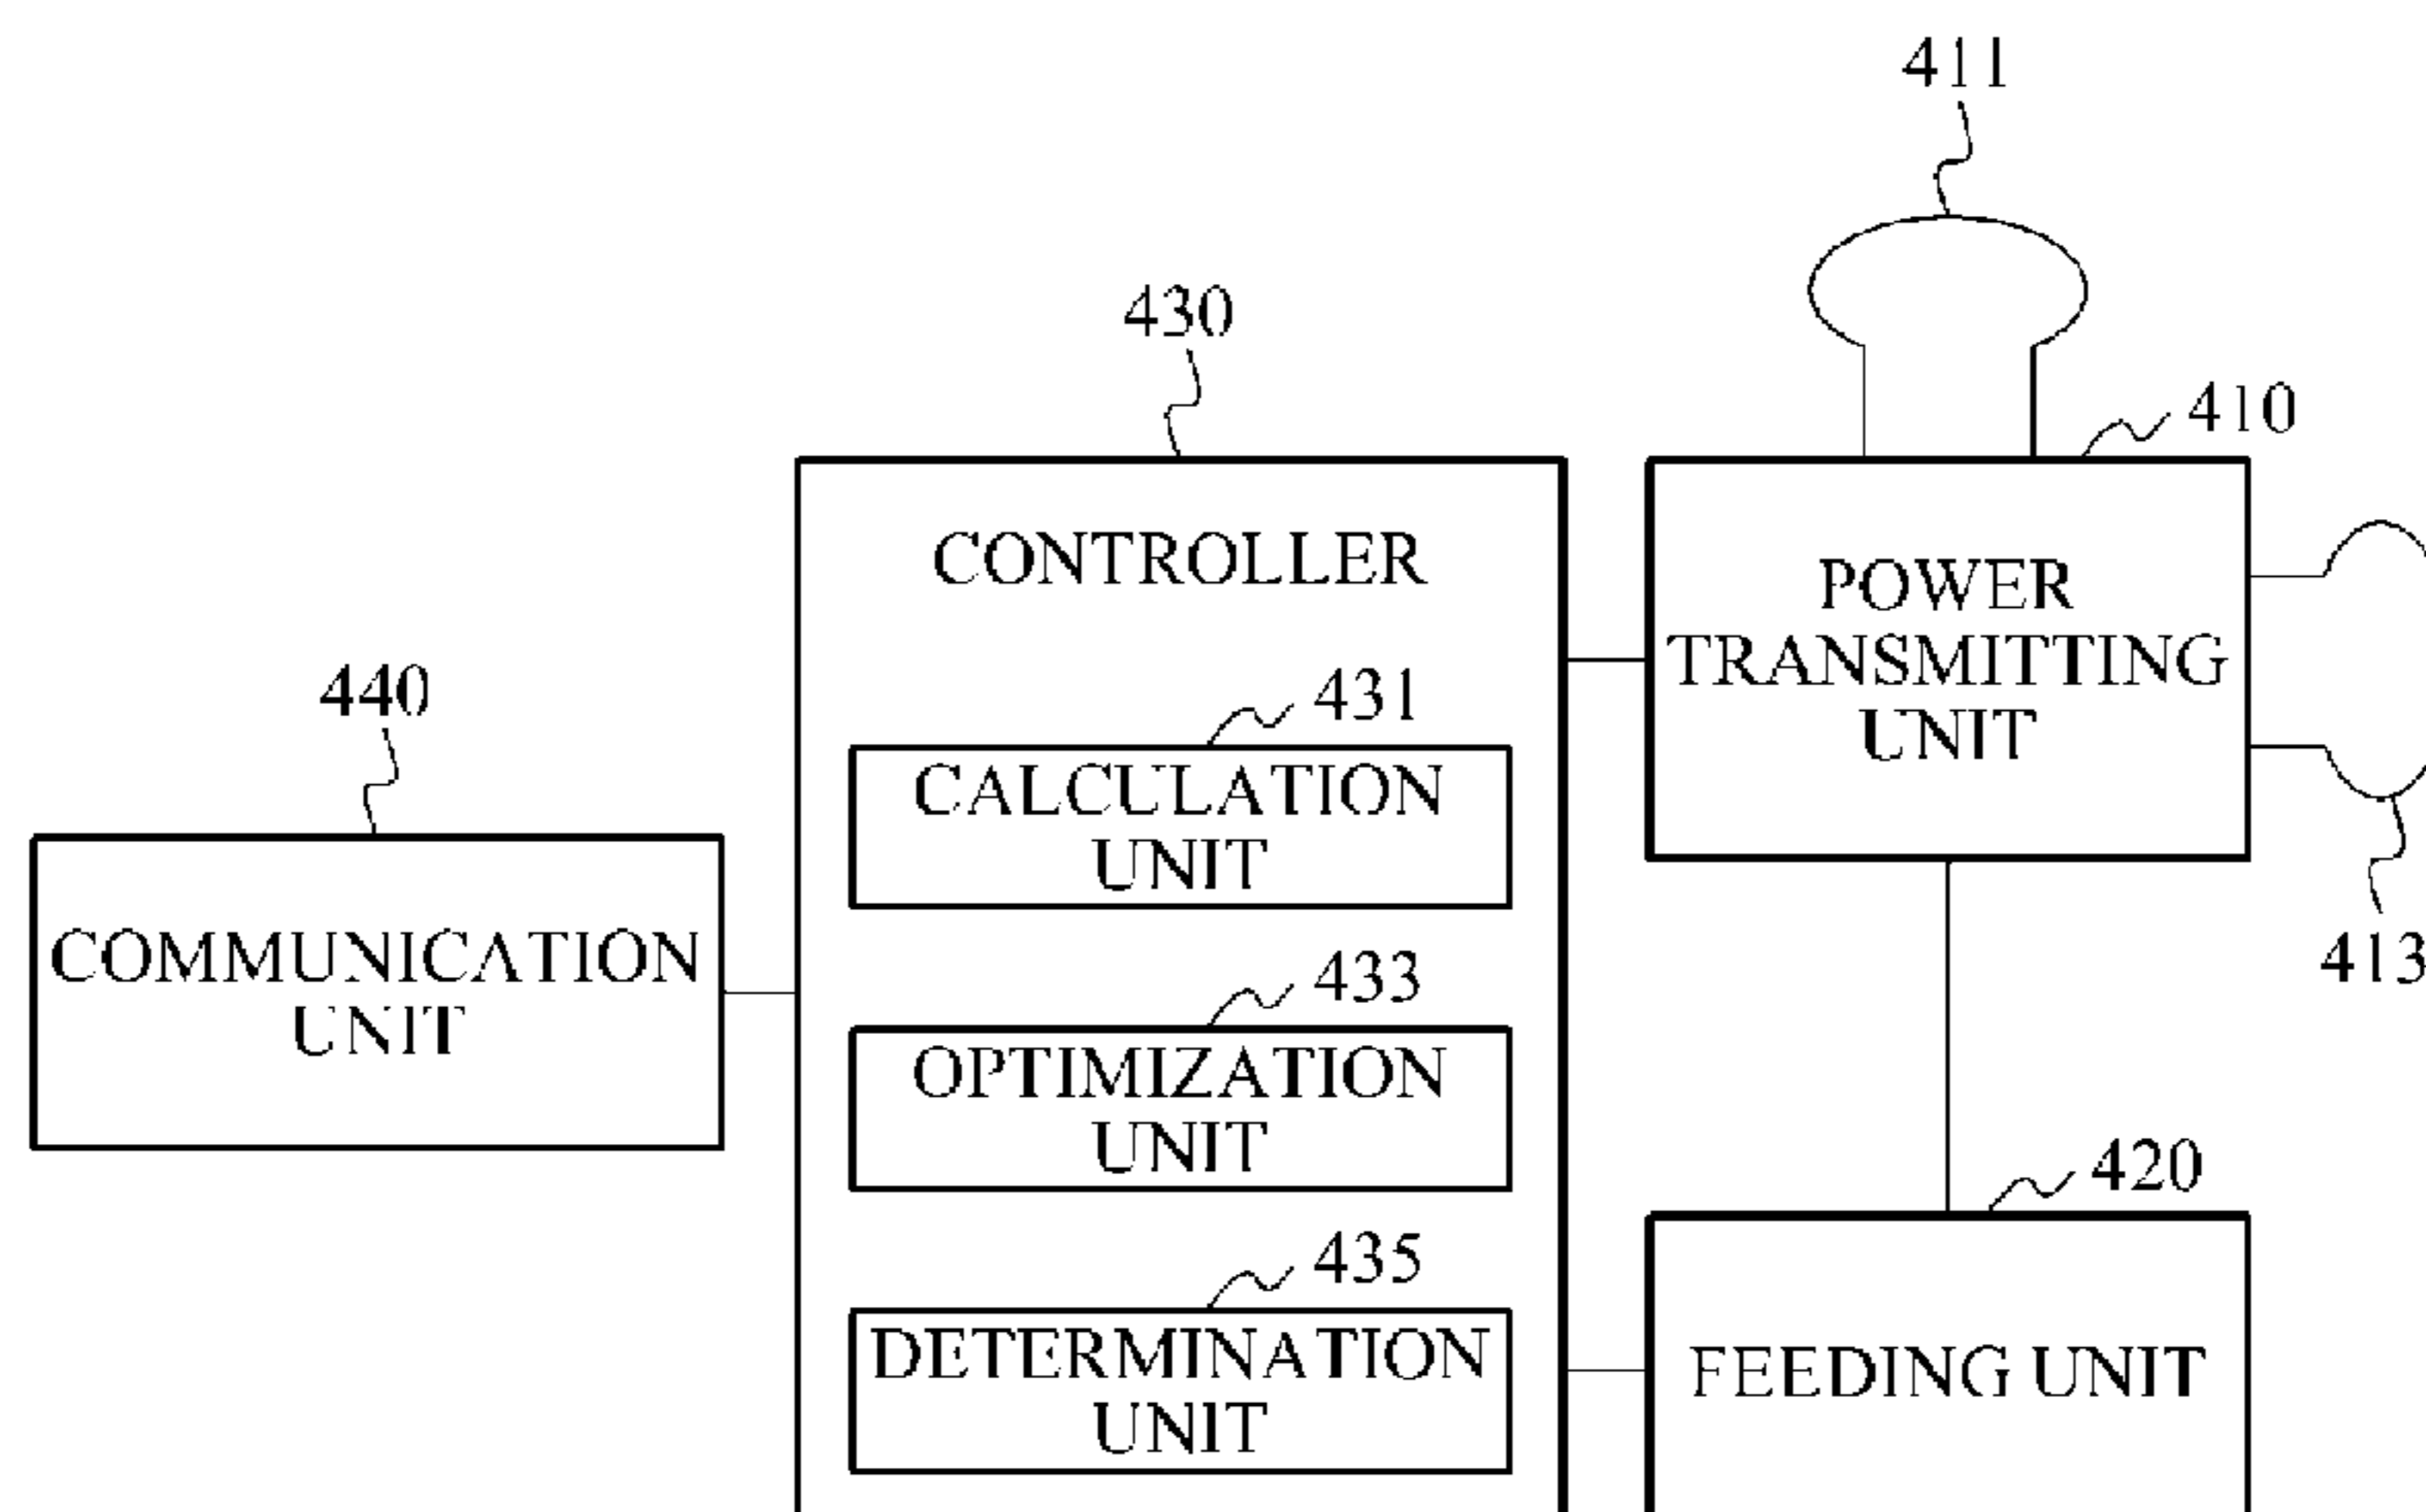 411
430
410
CONTROLLER
POWER
TRANSMITTING
UNIT
440
431
CALCULATION
UNIT
413
COMMUNICATION
UNIT
433
OPTIMIZATION
UNIT
420
435
DETERMINATION
UNIT
FEEDING UNIT